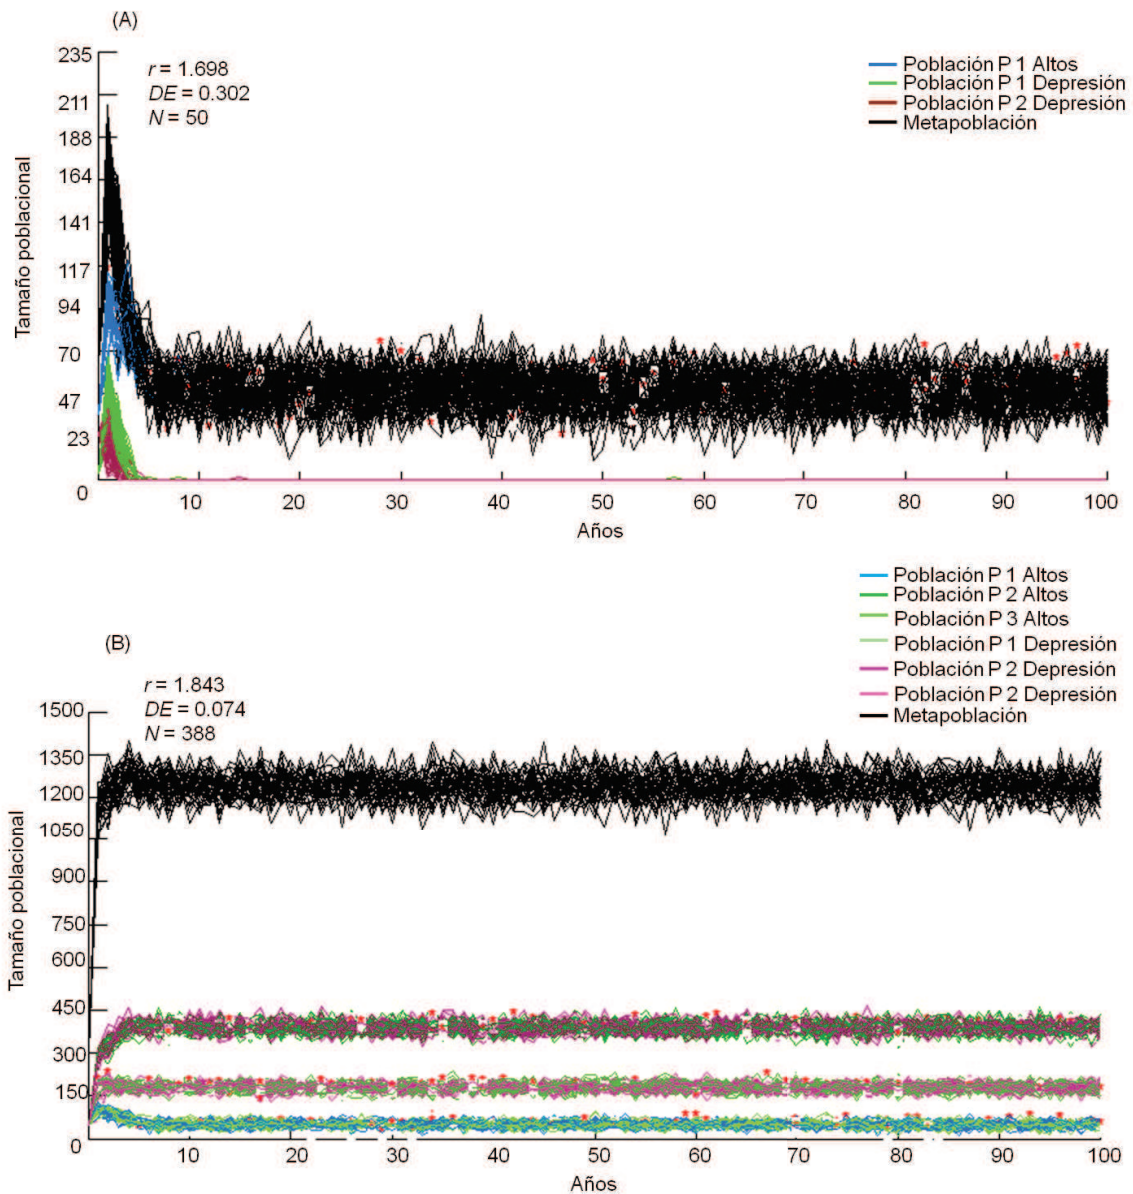 (A)
235
211
188
164
141
117
94
70
47
23
0
Tamaño poblacional
r = 1.698
DE = 0.302
N = 50
Población P 1 Altos
Población P 1 Depresión
Población P 2 Depresión
Metapoblación
10 20 30 40 50 60 70 80 90 100
Años
Población P 1 Altos
Población P 2 Altos
Población P 3 Altos
Población P 1 Depresión
Población P 2 Depresión
Población P 2 Depresión
Metapoblación
(B)
r = 1.843
DE = 0.074
N = 388
1500
1350
1200
1050
900
750
600
450
300
150
0
Tamaño poblacional
10 20 30 40 50 60 70 80 90 100
Años